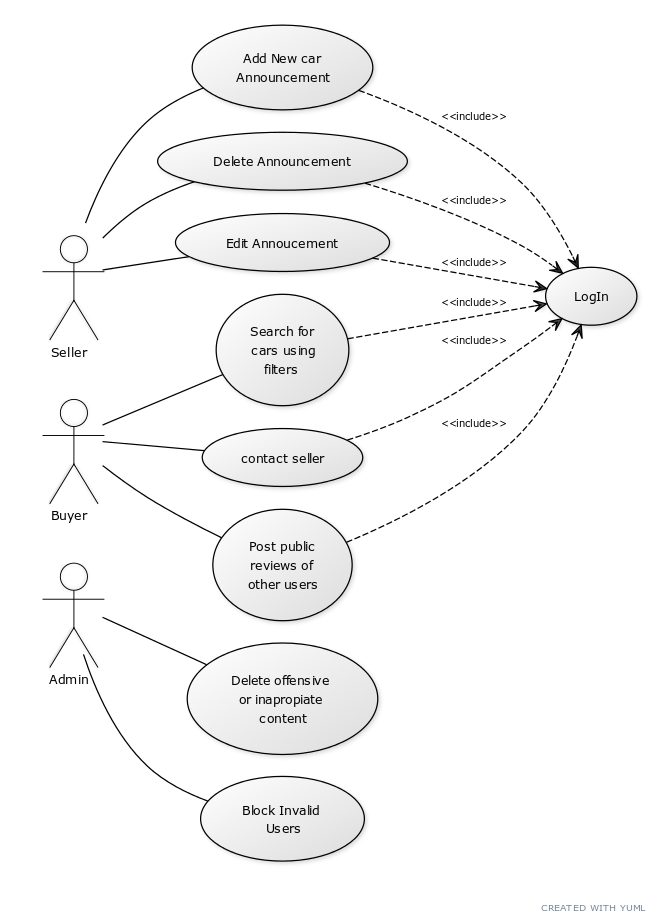 Add New car
Announcement
<<include>>
Delete Announcement
<<include>>
Edit Annoucement
<<include>>
LogIn
Seller
Search for
cars using
filters
<<include>>
<<include>>
Buyer
contact seller
<<include>>
Post public
reviews of
other users
Admin
Delete offensive
or inapropiate
content
Block Invalid
Users
CREATED WITH YUML